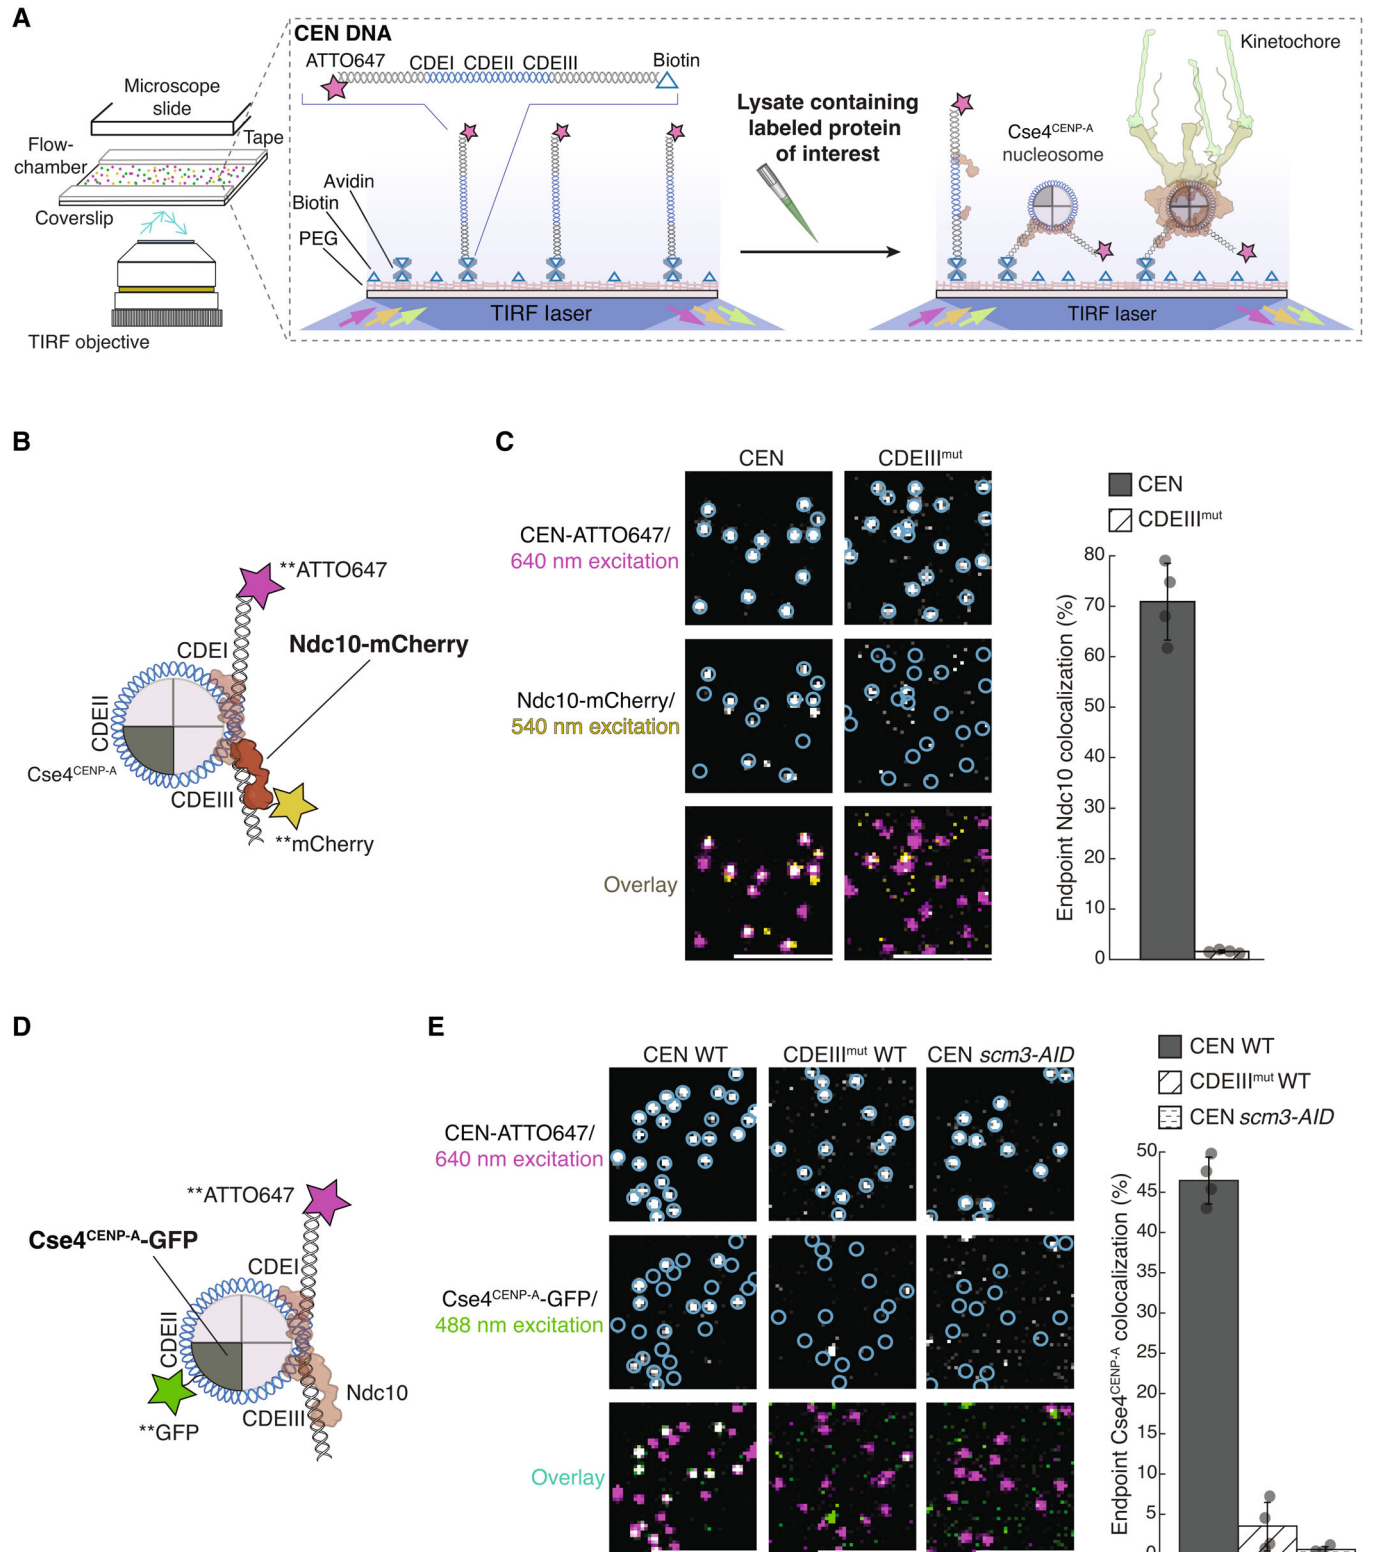 A
CEN DNA
ATTO647
CDEI CDEII CDEIII
Biotin
Microscope
slide
Tape
Flow-
chamber
Coverslip
TIRF objective
Avidin
Biotin
PEG
TIRF laser
Lysate containing
labeled protein
of interest
Kinetochore
Cse4CENP-A
nucleosome
TIRF laser
B
**ATTO647
CDEI
Ndc10-mCherry
CDEII
Cse4CENP-A
CDEIII
**mCherry
C
CEN
CDEIIImut
CEN-ATTO647/
640 nm excitation
Ndc10-mCherry/
540 nm excitation
Overlay
CEN
CDEIIImut
Endpoint Ndc10 colocalization (%)
80
70
60
50
40
30
20
10
0
D
**ATTO647
Cse4CENP-A-GFP
CDEI
CDEII
Ndc10
CDEIII
**GFP
E
CEN WT
CDEIIImut WT
CEN scm3-AID
CEN-ATTO647/
640 nm excitation
Cse4CENP-A-GFP/
488 nm excitation
Overlay
CEN WT
CDEIIImut WT
CEN scm3-AID
Endpoint Cse4CENP-A colocalization (%)
50
45
40
35
30
25
20
15
10
5
0